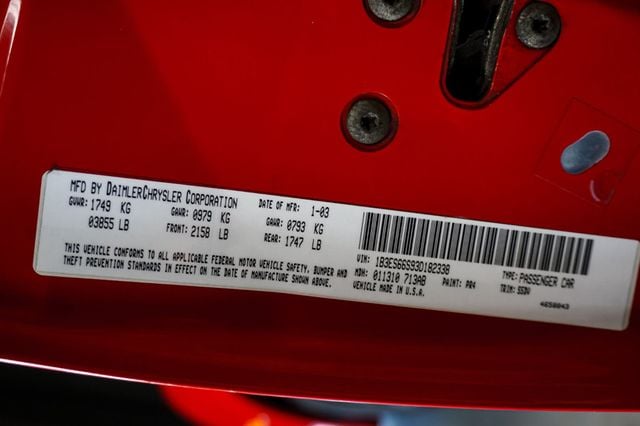 MFD BY DAIMLERCHRYSLER CORPORATION
DATE OF MFR: 1-03
GVWR: 1749 KG
GAWR: 0979 KG
GAWR: 0793 KG
03855 LB
FRONT: 2158 LB
REAR: 1747 LB
THIS VEHICLE CONFORMS TO ALL APPLICABLE FEDERAL MOTOR VEHICLE SAFETY, BUMPER AND
THEFT PREVENTION STANDARDS IN EFFECT ON THE DATE OF MANUFACTURE SHOWN ABOVE.
VIN: 1B3ES66S93D182338
TYPE: PASSENGER CAR
MDH: 011310 713AB
PAINT: PR4
TRIM: SSDV
VEHICLE MADE IN U.S.A.
4658043